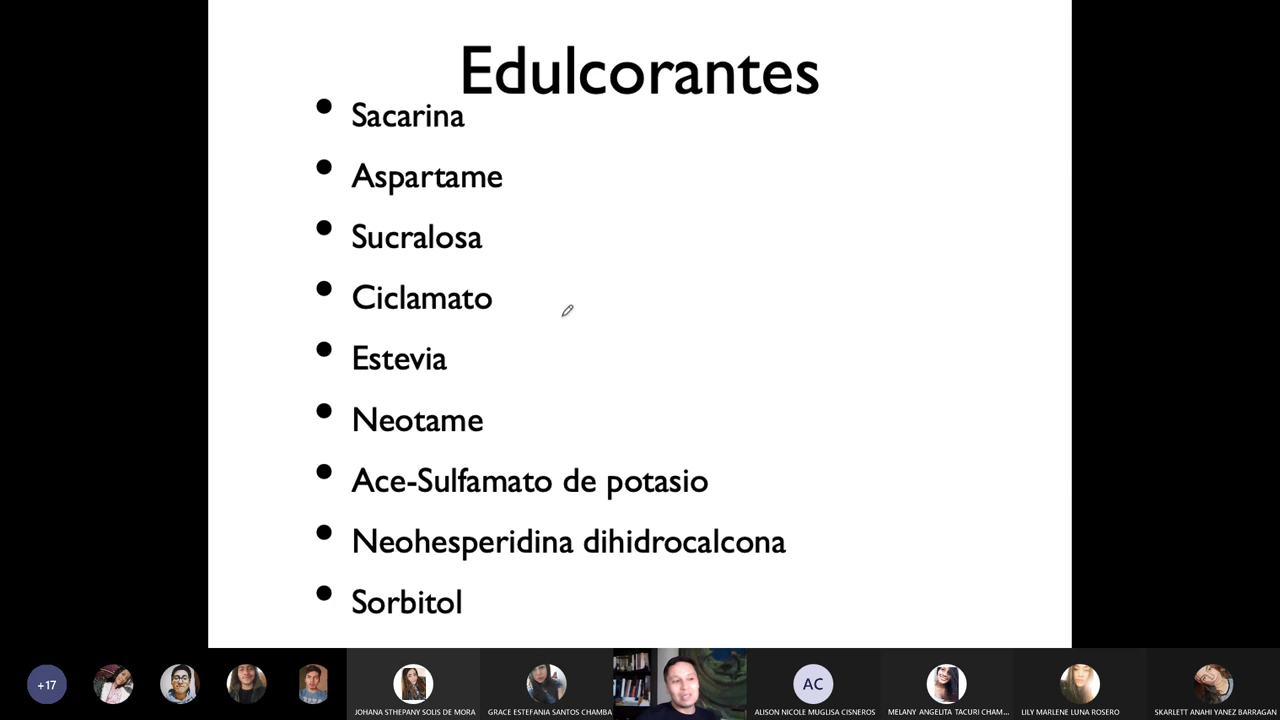 Edulcorantes
Sacarina
Aspartame
Sucralosa
Ciclamato
Estevia
Neotame
Ace-Sulfamato de potasio
Neohesperidina dihidrocalcona
Sorbitol
+17
JOHANA STHEPANY SOLIS DE MORA
GRACE ESTEFANIA SANTOS CHAMBA
AC
ALISON NICOLE MUGLISA CISNEROS
MELANY ANGELITA TACURI CHAM...
LILY MARLENE LUNA ROSERO
SKARLETT ANAHI YANEZ BARRAGAN